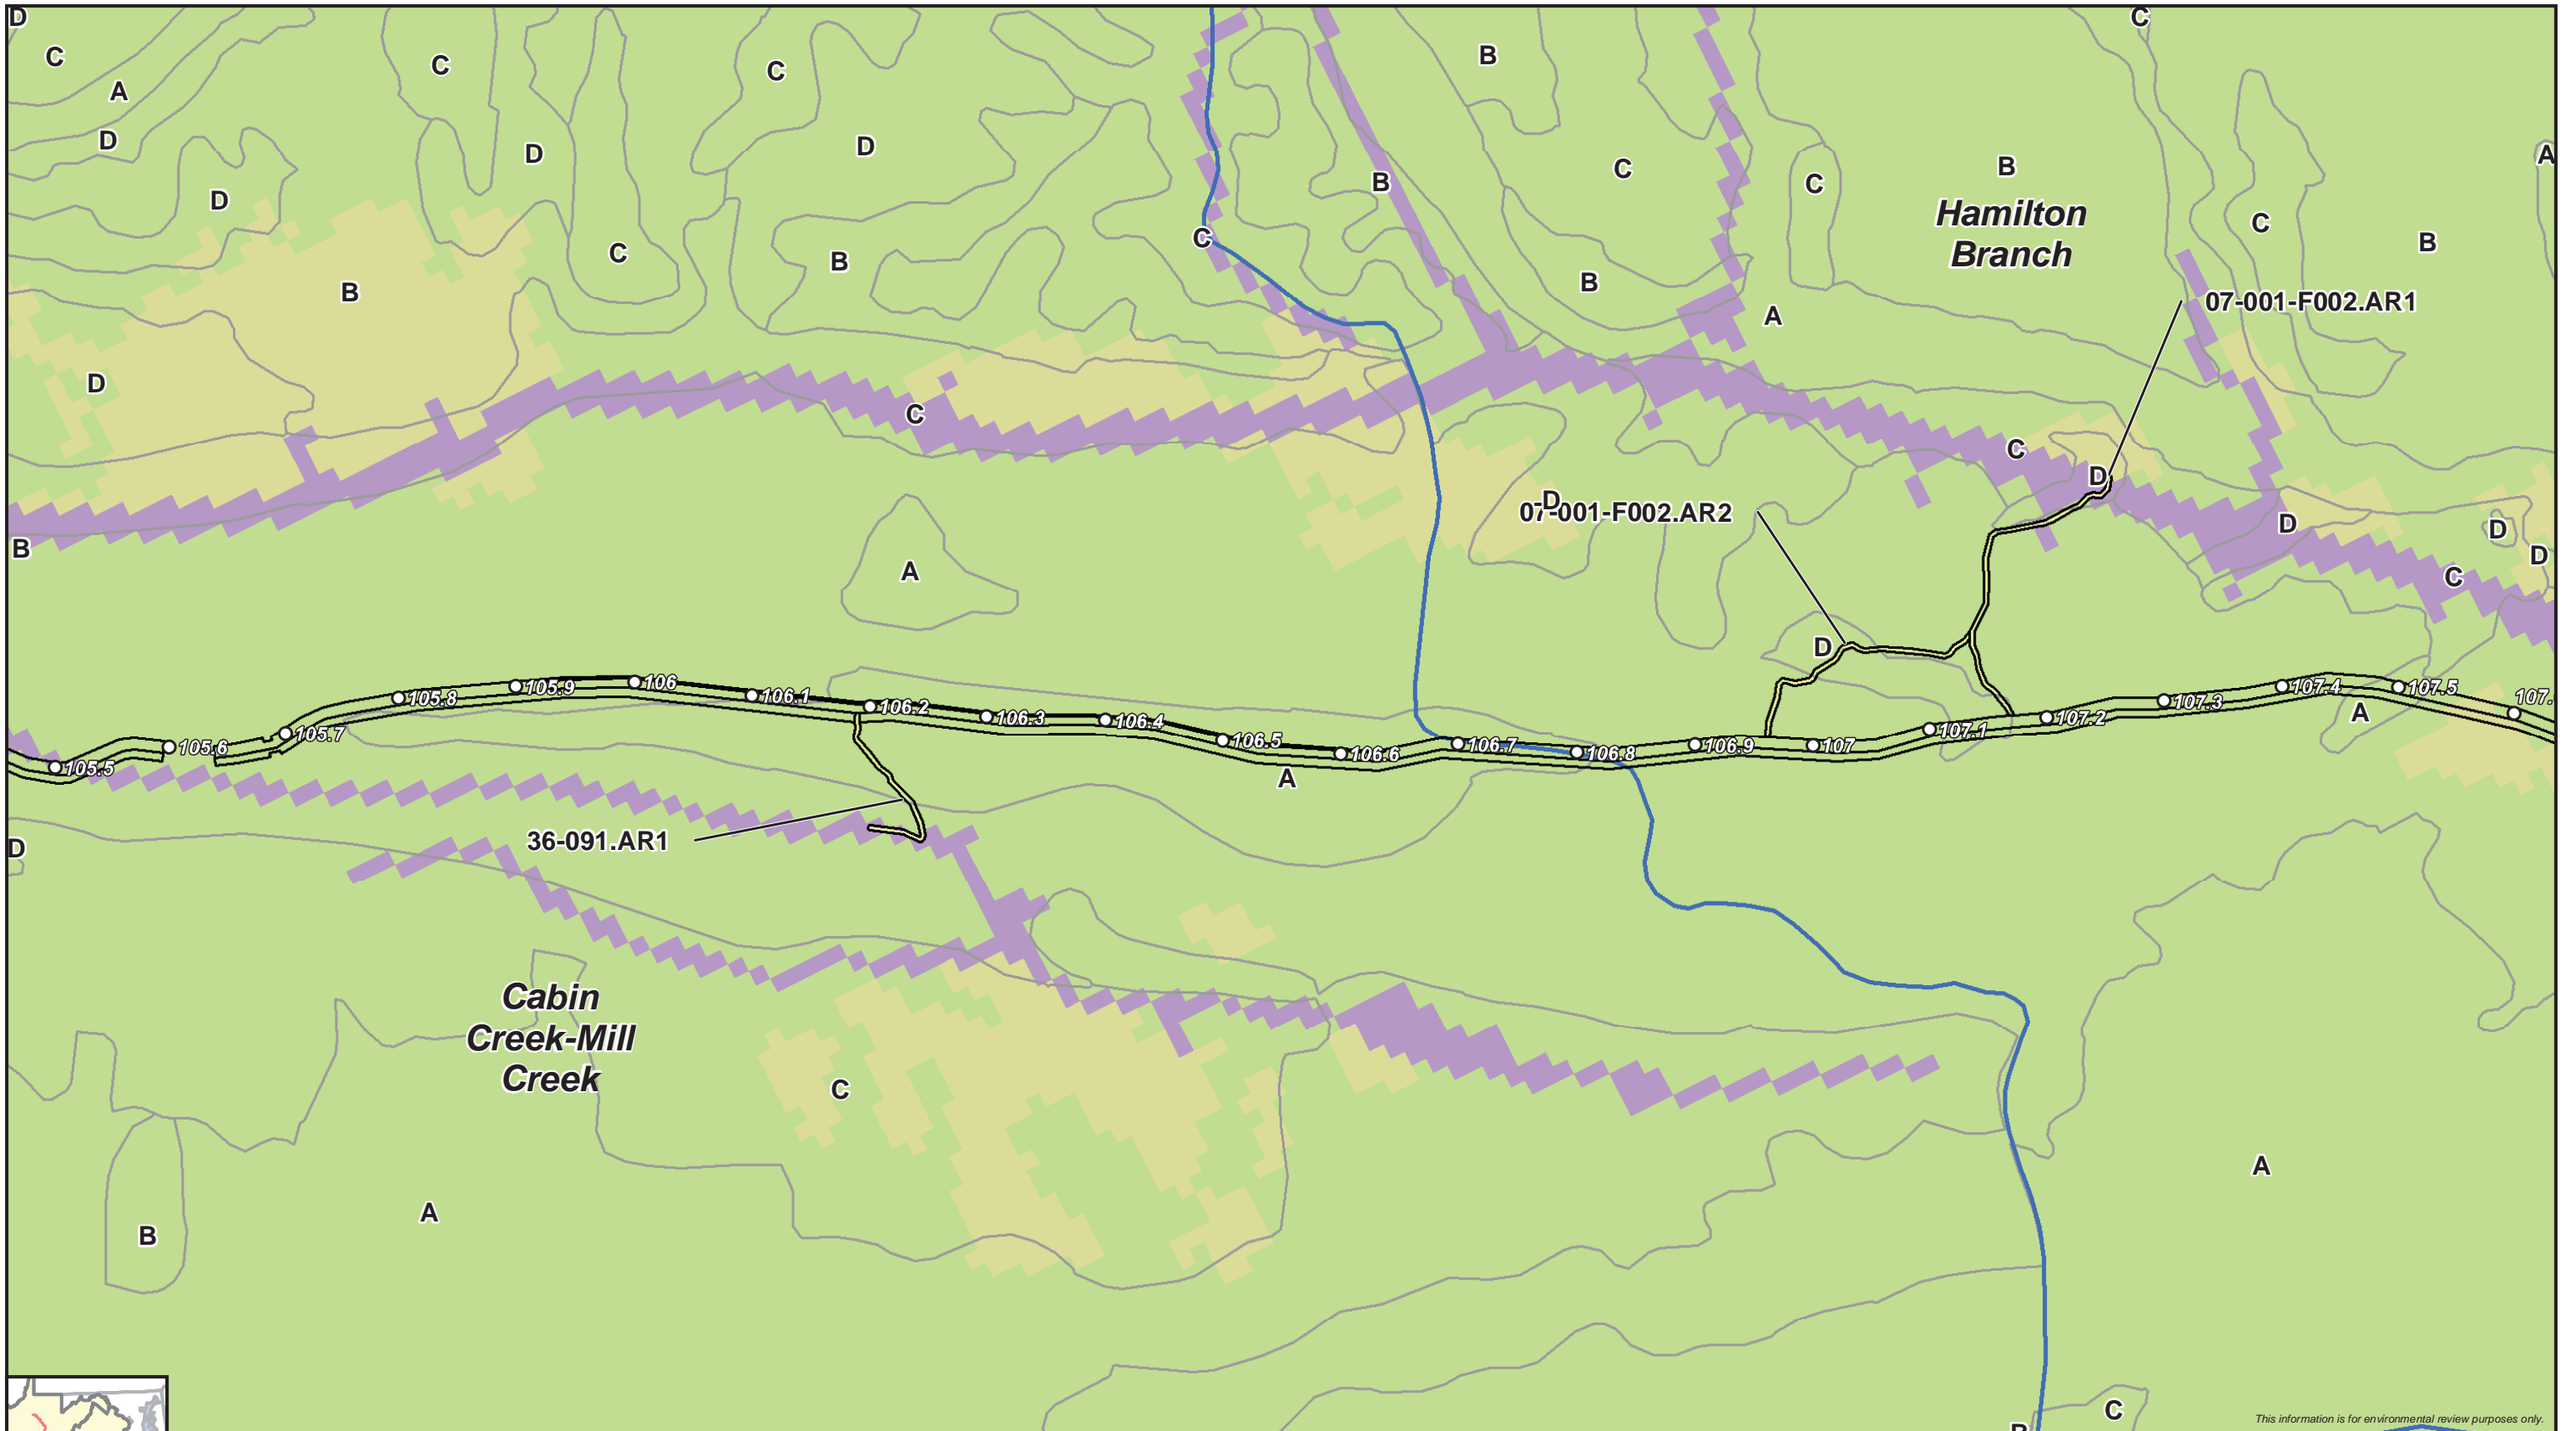 D
C
C
C
C
B
A
D
D
D
B
C
A
D
C
B
B
C
C
B
Hamilton
Branch
C
B
C
B
B
B
A
07-001-F002.AR1
D
C
C
D
D
07-001-F002.AR2
D
D
D
B
A
C
D
105.5
105.6
105.7
105.8
105.9
106
106.1
106.2
106.3
106.4
106.5
106.6
106.7
106.8
106.9
107
107.1
107.2
107.3
107.4
107.5
107.
A
A
36-091.AR1
D
Cabin
Creek-Mill
Creek
C
A
A
B
C
This information is for environmental review purposes only.